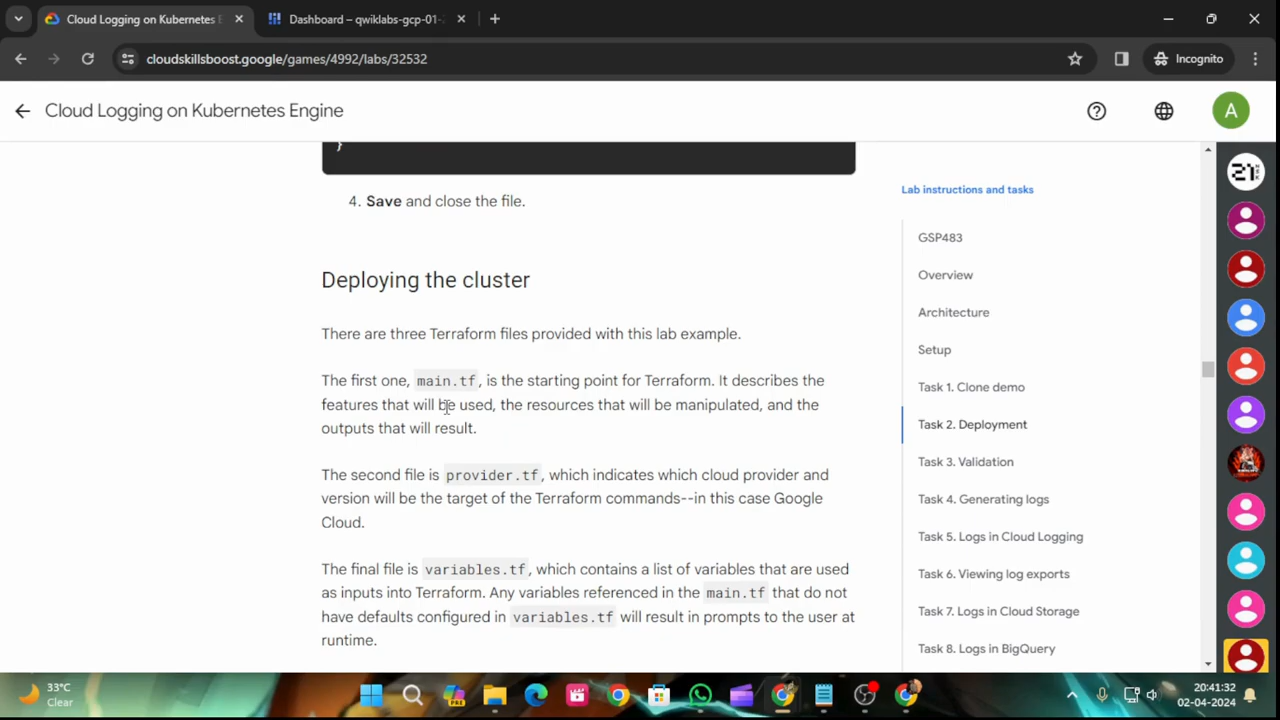 Cloud Logging on Kubernetes E
Dashboard – qwiklabs-gcp-01-
cloudskillsboost.google/games/4992/labs/32532
Incognito
Cloud Logging on Kubernetes Engine
A
}
4. Save and close the file.
Deploying the cluster
There are three Terraform files provided with this lab example.
The first one, main.tf, is the starting point for Terraform. It describes the
features that will be used, the resources that will be manipulated, and the
outputs that will result.
The second file is provider.tf, which indicates which cloud provider and
version will be the target of the Terraform commands--in this case Google
Cloud.
The final file is variables.tf, which contains a list of variables that are used
as inputs into Terraform. Any variables referenced in the main.tf that do not
have defaults configured in variables.tf will result in prompts to the user at
runtime.
Lab instructions and tasks
GSP483
Overview
Architecture
Setup
Task 1. Clone demo
Task 2. Deployment
Task 3. Validation
Task 4. Generating logs
Task 5. Logs in Cloud Logging
Task 6. Viewing log exports
Task 7. Logs in Cloud Storage
Task 8. Logs in BigQuery
21
33°C
Clear
PRE
20:41:32
02-04-2024